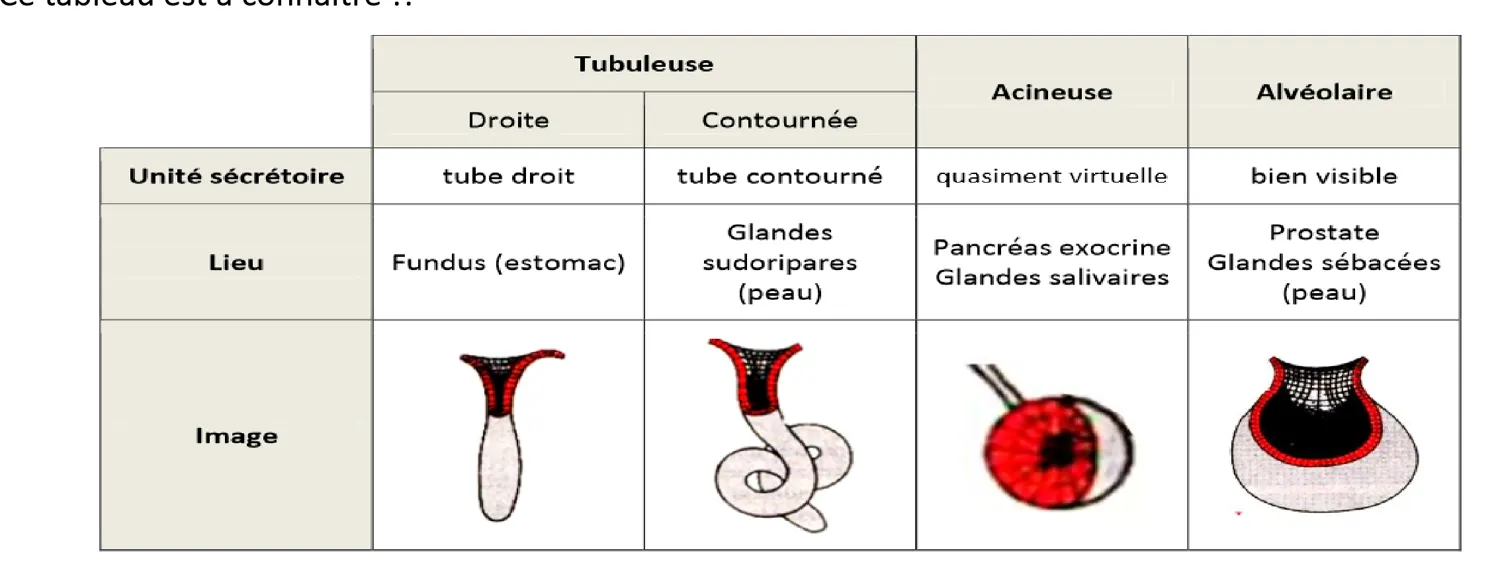 Ce tableau est à connaître !!
Tubuleuse
Acineuse
Alvéolaire
Droite
Contournée
Unité sécrétoire
tube droit
tube contourné
quasiment virtuelle
bien visible
Lieu
Fundus (estomac)
Glandes
sudoripares
(peau)
Pancréas exocrine
Glandes salivaires
Prostate
Glandes sébacées
(peau)
Image